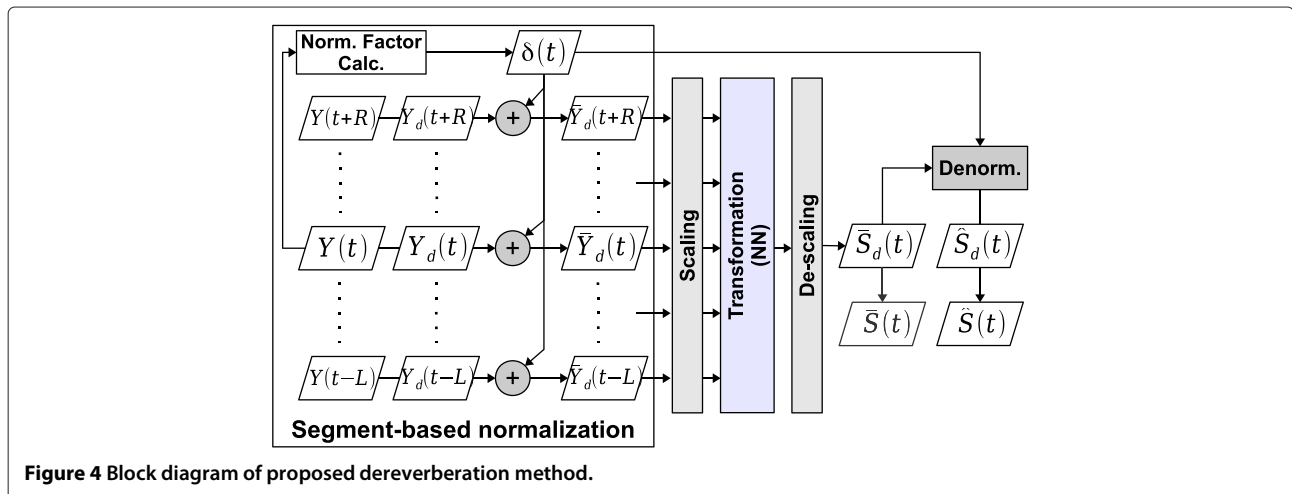 Norm. Factor
Calc.
δ(t)
Y(t+R) Y_d(t+R) + Ȳ_d(t+R)
Y(t) Y_d(t) + Ȳ_d(t)
Y(t−L) Y_d(t−L) + Ȳ_d(t−L)
Segment-based normalization
Scaling
Transformation
(NN)
De-scaling
Denorm.
S̄_d(t) Ŝ_d(t)
S̄(t) Ŝ(t)
Figure 4 Block diagram of proposed dereverberation method.